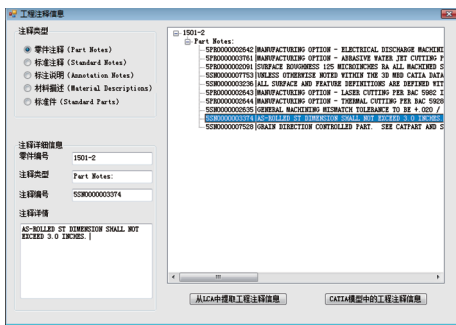 工程注释信息
注释类型
零件注释 (Part Notes)
标准注释 (Standard Notes)
标注说明 (Annotation Notes)
材料描述 (Material Descriptions)
标准件 (Standard Parts)
注释详细信息
零件编号
1501-2
注释类型
Part Notes:
注释编号
5SN0000003374
注释详情
AS-ROLLED ST DIMENSION SHALL NOT
EXCEED 3.0 INCHES.
1501-2
Part Notes:
5PR0000002642|MANUFACTURING OPTION - ELECTRICAL DISCHARGE MACHINI
5PR0000003761|MANUFACTURING OPTION - ABRASIVE WATER JET CUTTING P
5PR0000002091|SURFACE ROUGHNESS 125 MICROINCHES RA ALL MACHINED S
5SN0000007753|UNLESS OTHERWISE NOTED WITHIN THE 3D MBD CATIA DATA
5SN0000003236|ALL SURFACE AND FEATURE DEFINITIONS ARE DEFINED WIT
5PR0000002643|MANUFACTURING OPTION - LASER CUTTING PER BAC 5982 I
5PR0000002644|MANUFACTURING OPTION - THERMAL CUTTING PER BAC 5928
5SN0000002635|GENERAL MACHINING MISMATCH TOLERANCE TO BE +.020 /
5SN0000003374|AS-ROLLED ST DIMENSION SHALL NOT EXCEED 3.0 INCHES.
5SN0000007528|GRAIN DIRECTION CONTROLLED PART. SEE CATPART AND S
从LCA中提取工程注释信息
CATIA模型中的工程注释信息